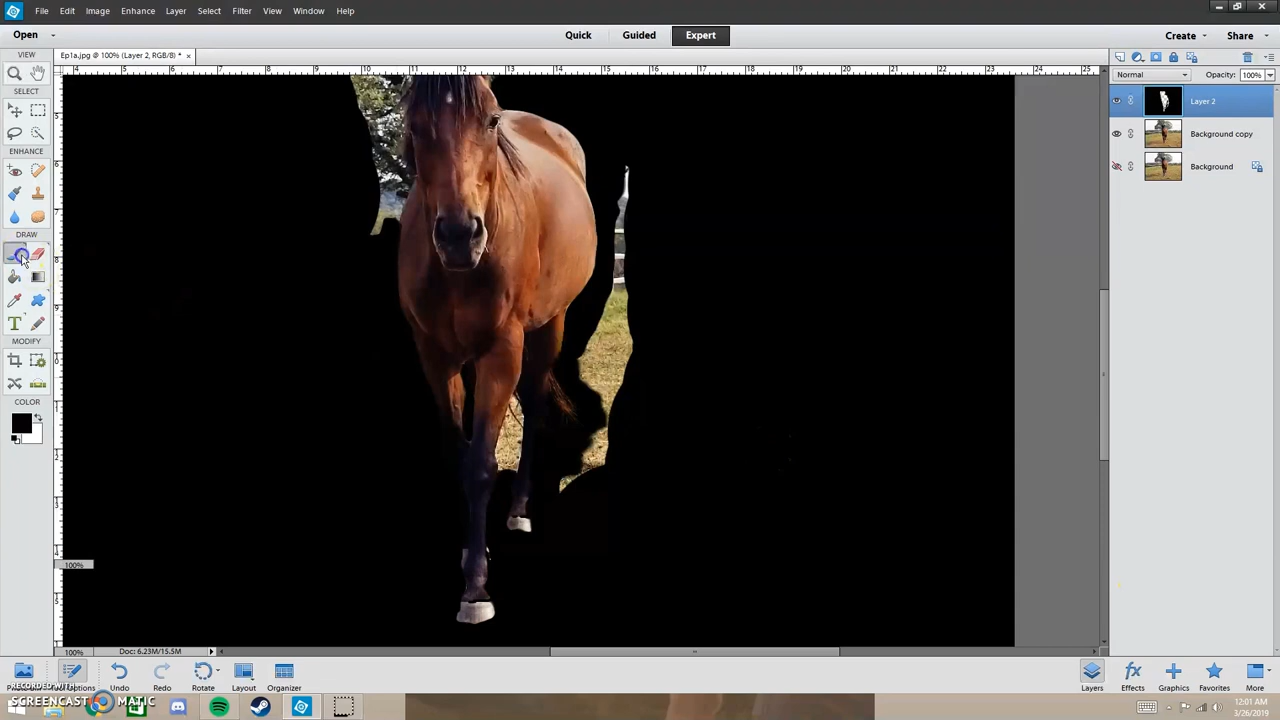 File Edit Image Enhance Layer Select Filter View Window Help
Open Quick Guided Expert Create Share
VIEW
Ep1a.jpg @ 100% (Layer 2, RGB/8) * ×
Normal Opacity: 100%
SELECT
Layer 2
Background copy
ENHANCE
Background
DRAW
MODIFY
COLOR
100%
100% Doc: 6.23M/15.5M
Undo Redo Rotate Layout Organizer Layers Effects Graphics Favorites More
RECORDED WITH
SCREENCAST MATIC
12:01 AM
3/26/2019